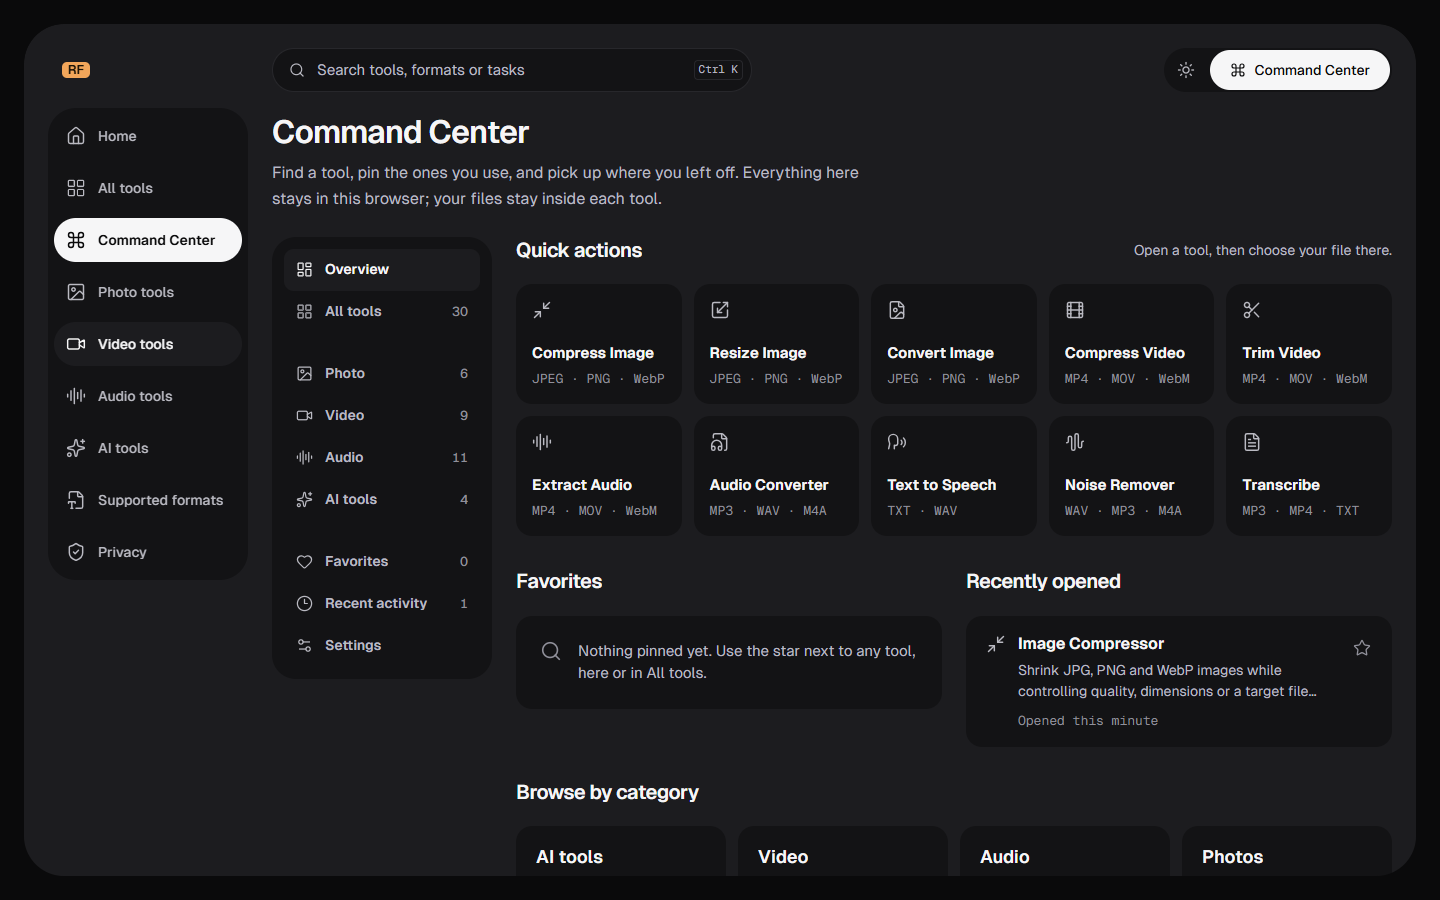 RF
Search tools, formats or tasks
Ctrl K
Command Center
Home
All tools
Command Center
Photo tools
Video tools
Audio tools
AI tools
Supported formats
Privacy
Command Center
Find a tool, pin the ones you use, and pick up where you left off. Everything here
stays in this browser; your files stay inside each tool.
Overview
All tools 30
Photo 6
Video 9
Audio 11
AI tools 4
Favorites 0
Recent activity 1
Settings
Quick actions
Open a tool, then choose your file there.
Compress Image
JPEG · PNG · WebP
Resize Image
JPEG · PNG · WebP
Convert Image
JPEG · PNG · WebP
Compress Video
MP4 · MOV · WebM
Trim Video
MP4 · MOV · WebM
Extract Audio
MP4 · MOV · WebM
Audio Converter
MP3 · WAV · M4A
Text to Speech
TXT · WAV
Noise Remover
WAV · MP3 · M4A
Transcribe
MP3 · MP4 · TXT
Favorites
Nothing pinned yet. Use the star next to any tool,
here or in All tools.
Recently opened
Image Compressor
Shrink JPG, PNG and WebP images while
controlling quality, dimensions or a target file…
Opened this minute
Browse by category
AI tools
Video
Audio
Photos